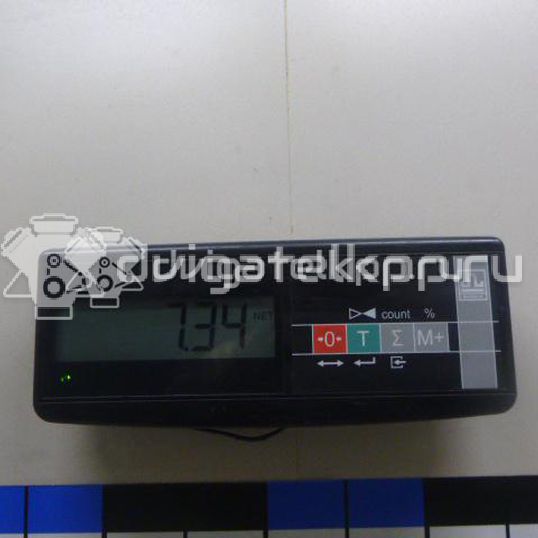 dvigatelkpp.ru
7.34 NET
count %
→0← T Σ M+